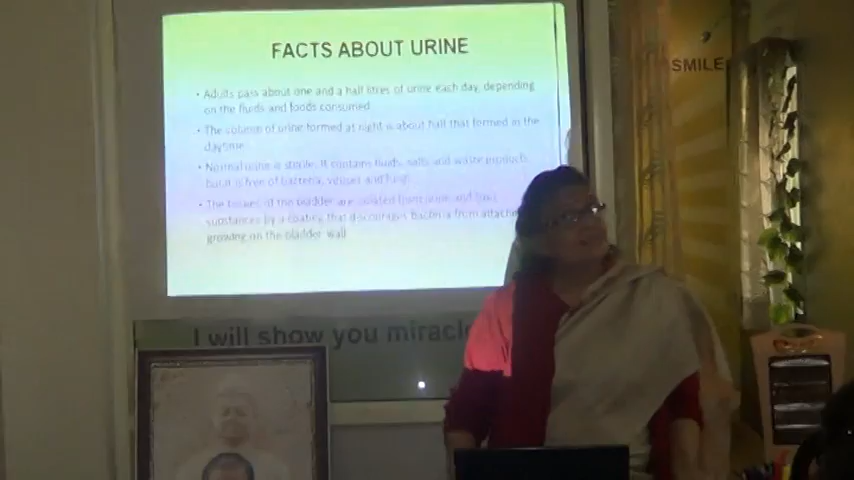 FACTS ABOUT URINE
SMILE
• Adults pass about one and a half litres of urine each day, depending
on the fluids and foods consumed
• The volume of urine formed at night is about half that formed in the
daytime
• Normal urine is sterile. It contains fluids, salts and waste products,
but it is free of bacteria, viruses and fungi
• The tissues of the bladder are isolated from urine and toxic
substances by a coating that discourages bacteria from
growing on the bladder wall
I will show you